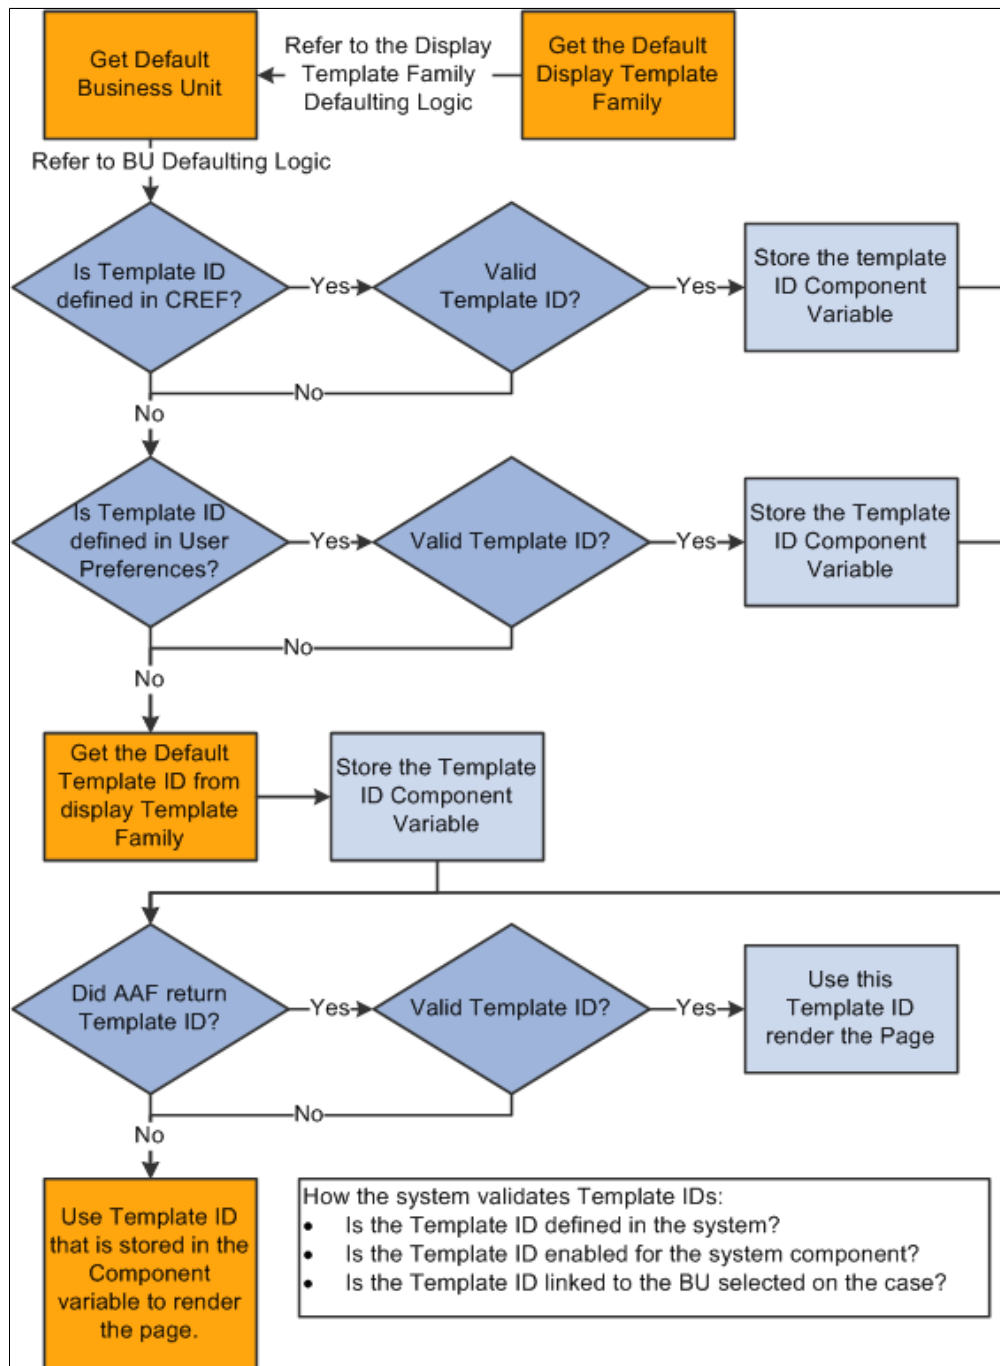 Get Default
Business Unit
Refer to the Display
Template Family
Defaulting Logic
Get the Default
Display Template
Family
Refer to BU Defaulting Logic
Is Template ID
defined in CREF?
Yes
Valid
Template ID?
Yes
Store the template
ID Component
Variable
No
No
Is Template ID
defined in User
Preferences?
Yes
Valid Template ID?
Yes
Store the Template
ID Component
Variable
No
No
Get the Default
Template ID from
display Template
Family
Store the Template
ID Component
Variable
Did AAF return
Template ID?
Yes
Valid Template ID?
Yes
Use this
Template ID
render the Page
No
No
Use Template ID
that is stored in the
Component
variable to render
the page.
How the system validates Template IDs:
• Is the Template ID defined in the system?
• Is the Template ID enabled for the system component?
• Is the Template ID linked to the BU selected on the case?